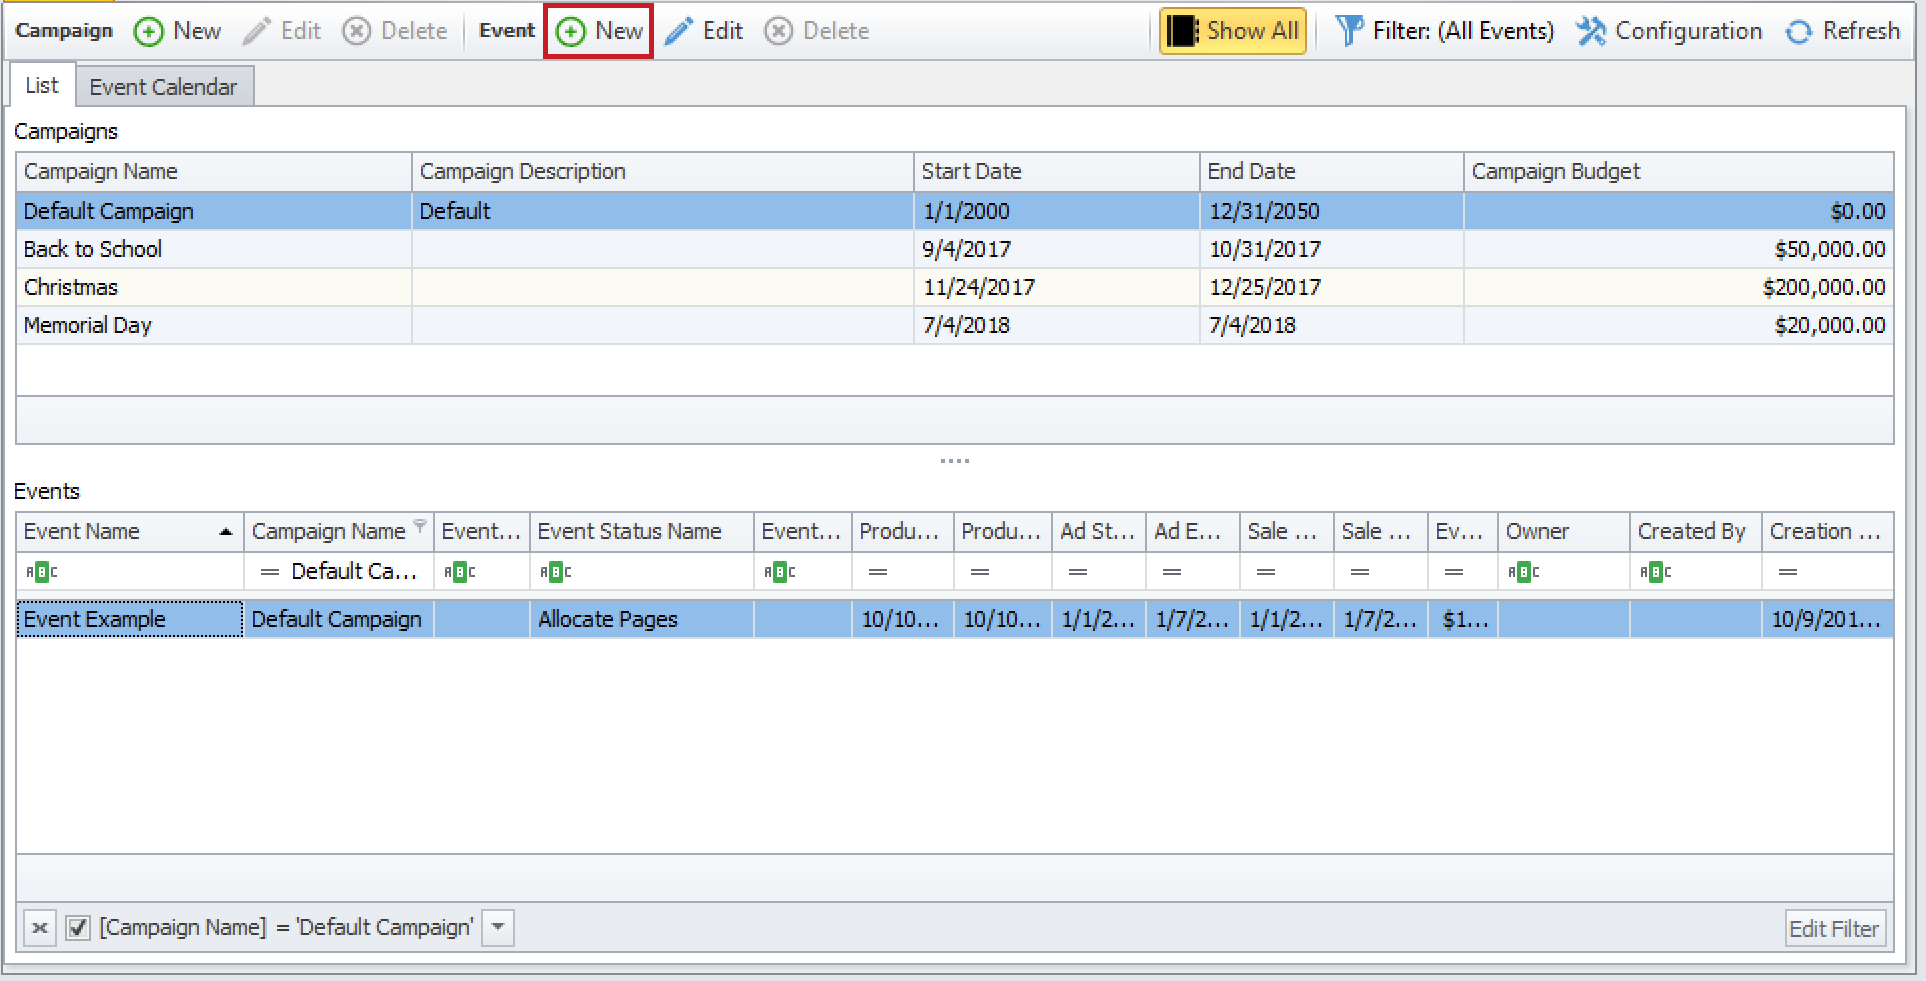 Campaign New Edit Delete Event New Edit Delete Show All Filter: (All Events) Configuration Refresh
List Event Calendar
Campaigns
Campaign Name Campaign Description Start Date End Date Campaign Budget
Default Campaign Default 1/1/2000 12/31/2050 $0.00
Back to School 9/4/2017 10/31/2017 $50,000.00
Christmas 11/24/2017 12/25/2017 $200,000.00
Memorial Day 7/4/2018 7/4/2018 $20,000.00
Events
Event Name Campaign Name Event... Event Status Name Event... Produ... Produ... Ad St... Ad E... Sale ... Sale ... Ev... Owner Created By Creation ...
ABC = Default Ca... ABC ABC ABC = = = = = = = ABC ABC =
Event Example Default Campaign Allocate Pages 10/10... 10/10... 1/1/2... 1/7/2... 1/1/2... 1/7/2... $1... 10/9/201...
[Campaign Name] = 'Default Campaign' Edit Filter